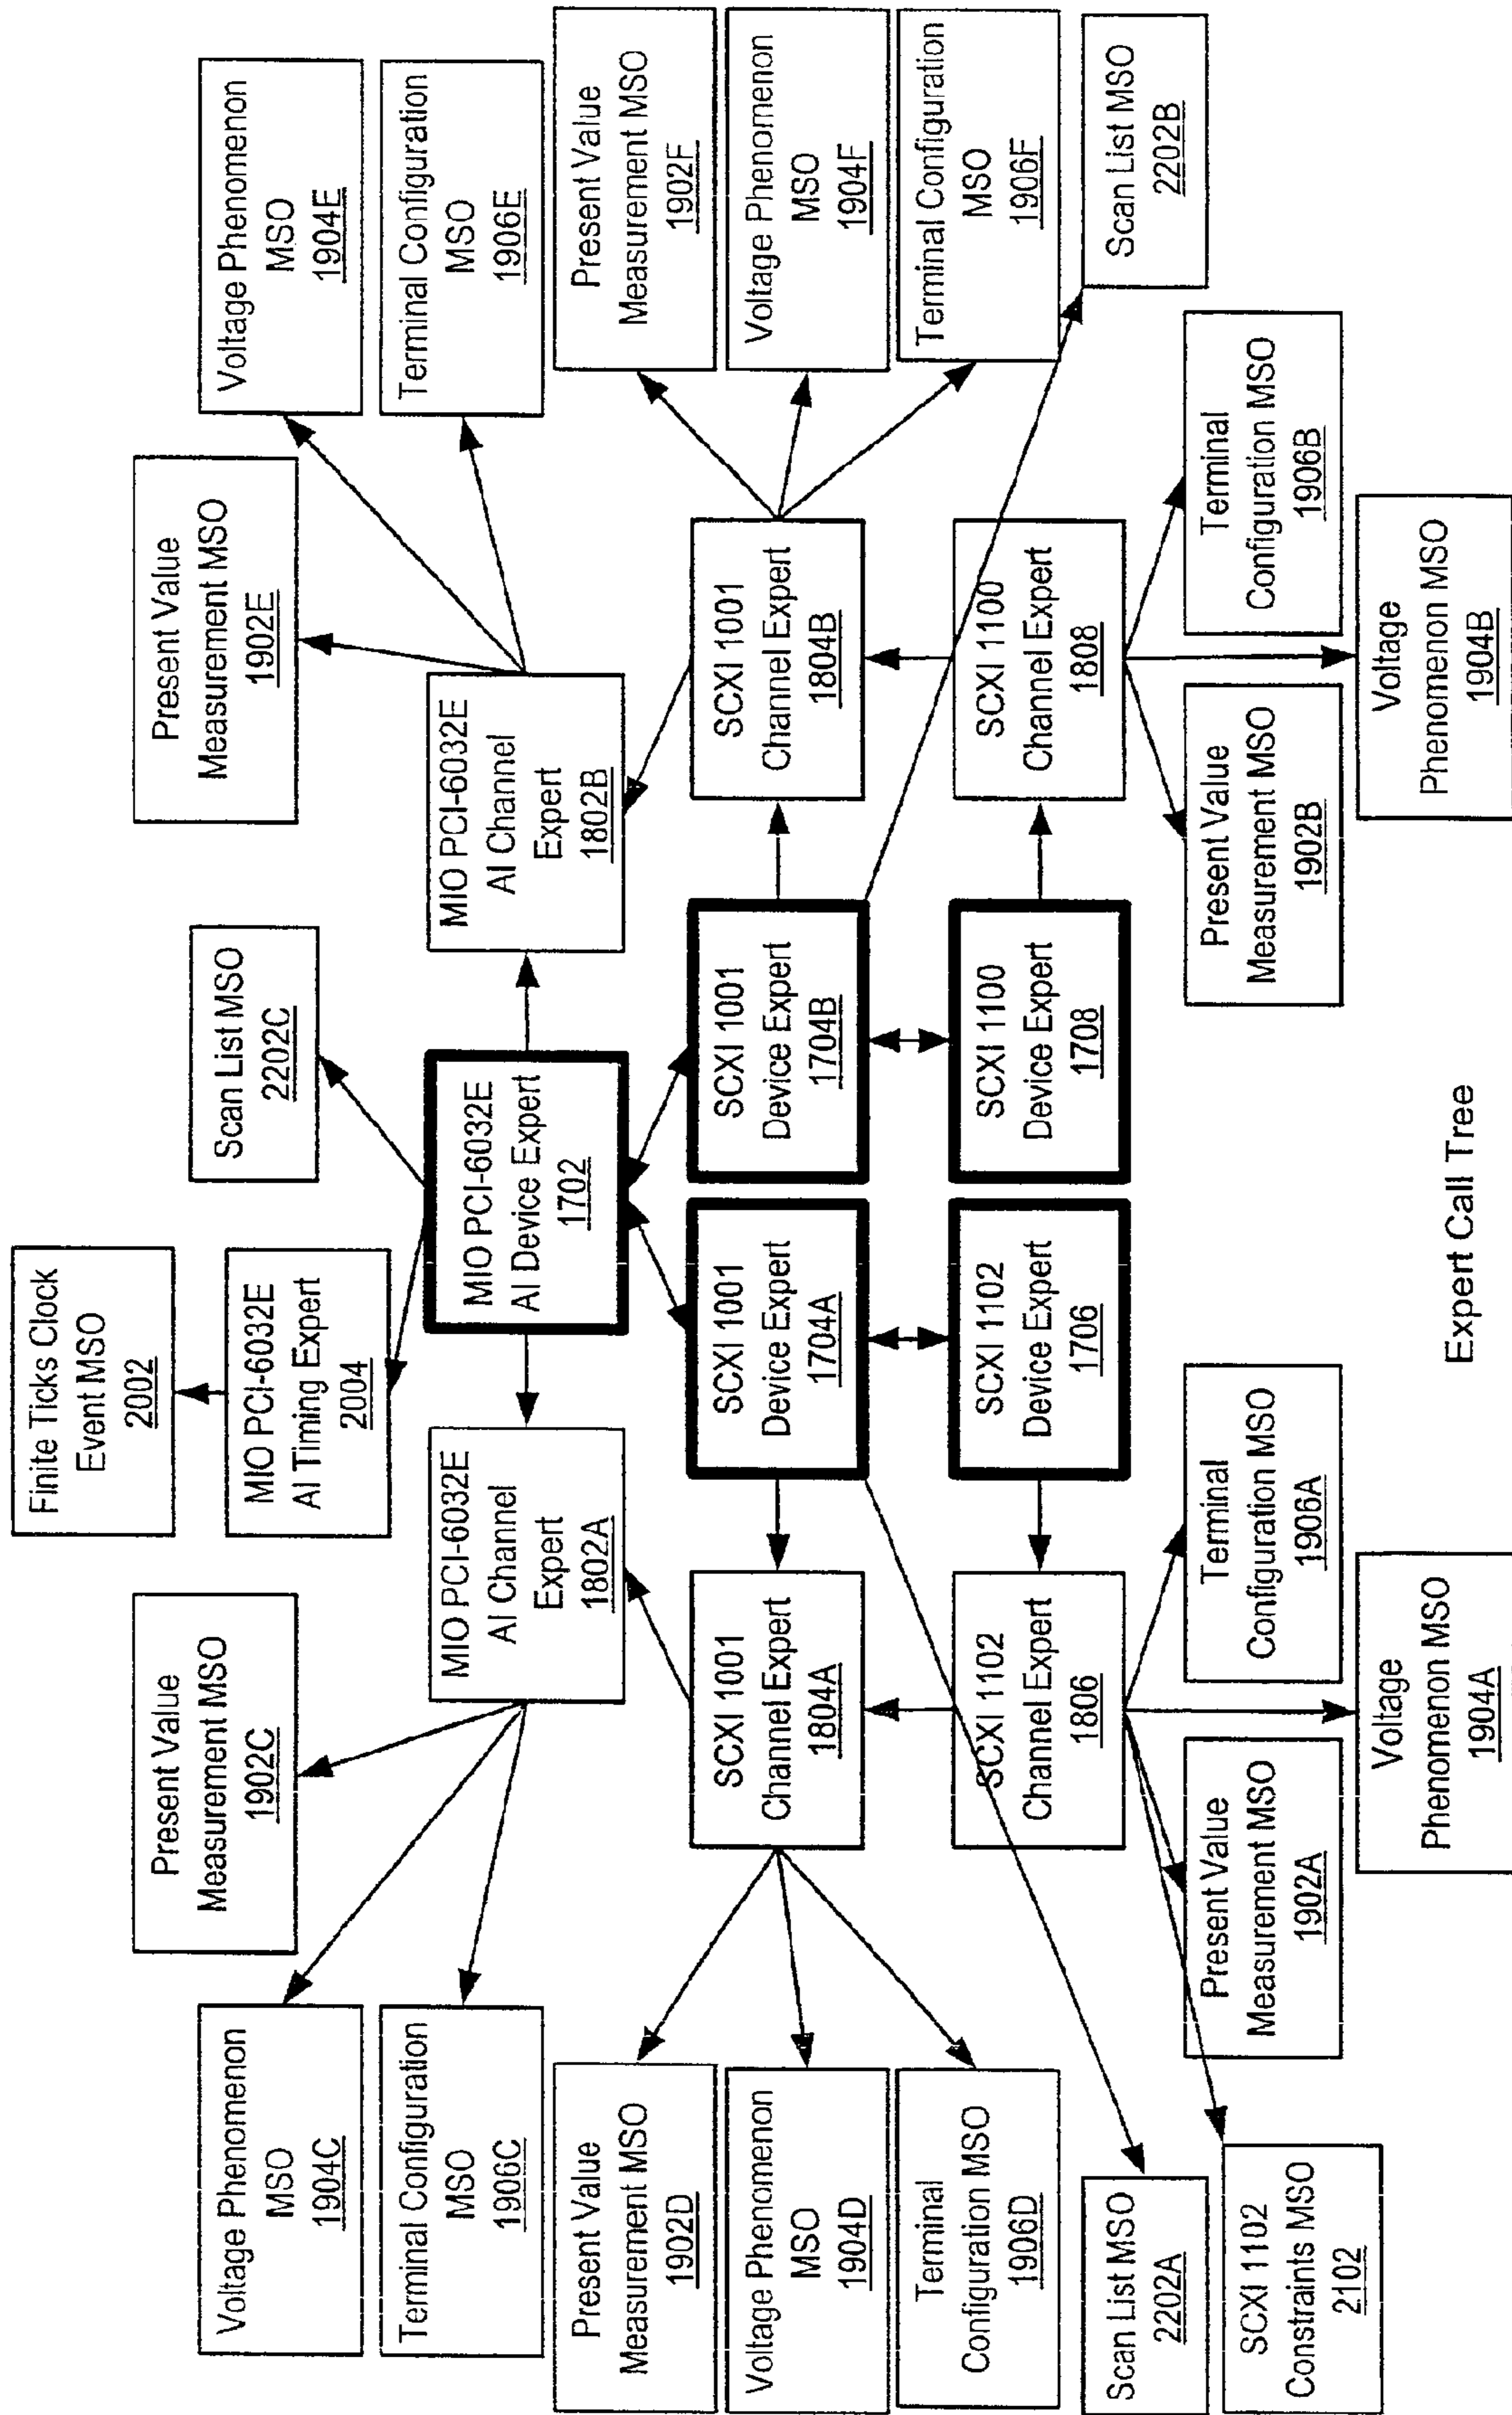 Finite Ticks Clock
Event MSO
2002
MIO PCI-6032E
AI Timing Expert
2004
Scan List MSO
2202C
Present Value
Measurement MSO
1902C
Present Value
Measurement MSO
1902E
Voltage Phenomenon
MSO
1904C
Voltage Phenomenon
MSO
1904E
Terminal Configuration
MSO
1906C
MIO PCI-6032E
AI Channel
Expert
1802A
MIO PCI-6032E
AI Device Expert
1702
MIO PCI-6032E
AI Channel
Expert
1802B
Terminal Configuration
MSO
1906E
Present Value
Measurement MSO
1902D
Present Value
Measurement MSO
1902F
Voltage Phenomenon
MSO
1904D
SCXI 1001
Channel Expert
1804A
SCXI 1001
Device Expert
1704A
SCXI 1001
Device Expert
1704B
SCXI 1001
Channel Expert
1804B
Voltage Phenomenon
MSO
1904F
Terminal
Configuration MSO
1906D
Terminal Configuration
MSO
1906F
SCXI 1102
Channel Expert
1806
SCXI 1102
Device Expert
1706
SCXI 1100
Device Expert
1708
SCXI 1100
Channel Expert
1808
Scan List MSO
2202A
Scan List MSO
2202B
SCXI 1102
Constraints MSO
2102
Present Value
Measurement MSO
1902A
Terminal
Configuration MSO
1906A
Present Value
Measurement MSO
1902B
Terminal
Configuration MSO
1906B
Voltage
Phenomenon MSO
1904A
Voltage
Phenomenon MSO
1904B
Expert Call Tree